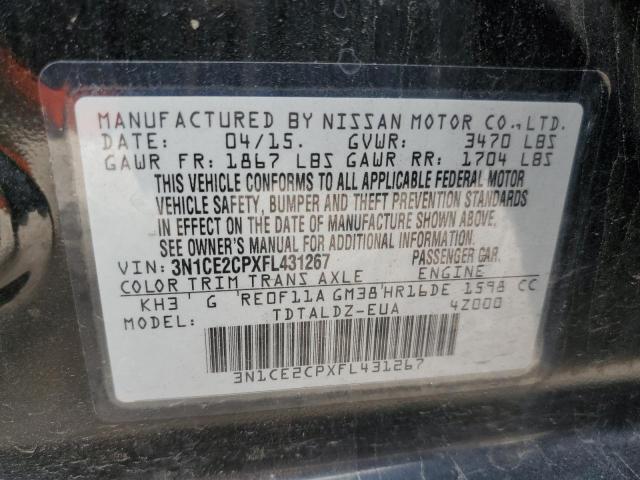 MANUFACTURED BY NISSAN MOTOR CO., LTD.
DATE: 04/15. GVWR: 3470 LBS
GAWR FR: 1867 LBS GAWR RR: 1704 LBS
THIS VEHICLE CONFORMS TO ALL APPLICABLE FEDERAL MOTOR
VEHICLE SAFETY, BUMPER AND THEFT PREVENTION STANDARDS
IN EFFECT ON THE DATE OF MANUFACTURE SHOWN ABOVE.
SEE OWNER'S MANUAL FOR ADDITIONAL INFORMATION.
VIN: 3N1CE2CPXFL431267 PASSENGER CAR.
COLOR TRIM TRANS AXLE ENGINE
KH3 G RE0F11A GM38 HR16DE 1598 CC
MODEL: TDTALDZ-EUA 4Z000
3N1CE2CPXFL431267